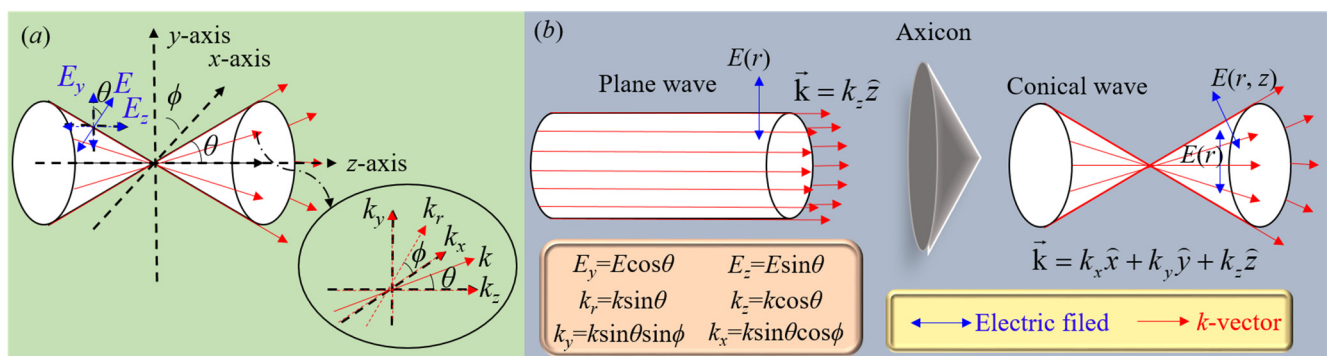 (a)
y-axis
x-axis
E_y
θ
E
E_z
ϕ
θ
z-axis
k_y
k_r
k_x
ϕ
k
θ
k_z
(b)
Plane wave
E(r)
k⃗ = k_z ẑ
Axicon
Conical wave
E(r, z)
E(r)
k⃗ = k_x x̂ + k_y ŷ + k_z ẑ
E_y=Ecosθ E_z=Esinθ
k_r=ksinθ k_z=kcosθ
k_y=ksinθsinϕ k_x=ksinθcosϕ
Electric filed k-vector